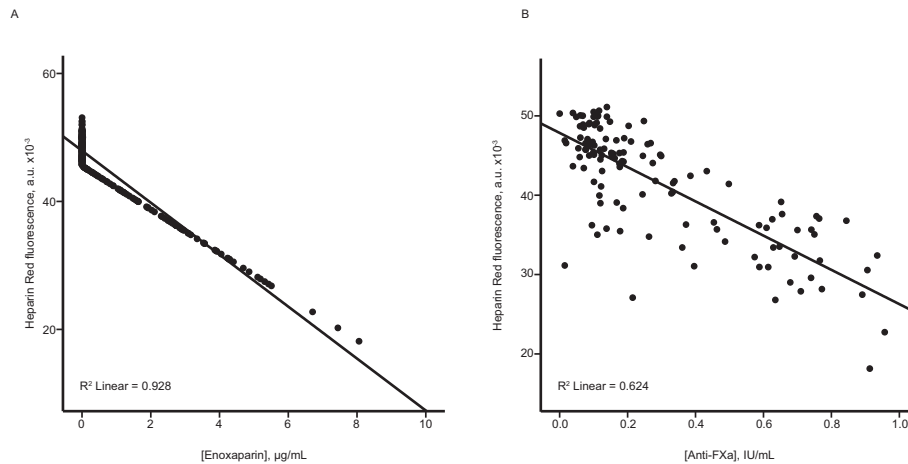 A
Heparin Red fluorescence, a.u. x10⁻³
60
40
20
R² Linear = 0.928
0 2 4 6 8 10
[Enoxaparin], µg/mL
B
Heparin Red fluorescence, a.u. x10⁻³
50
40
30
20
R² Linear = 0.624
0.0 0.2 0.4 0.6 0.8 1.0
[Anti-FXa], IU/mL